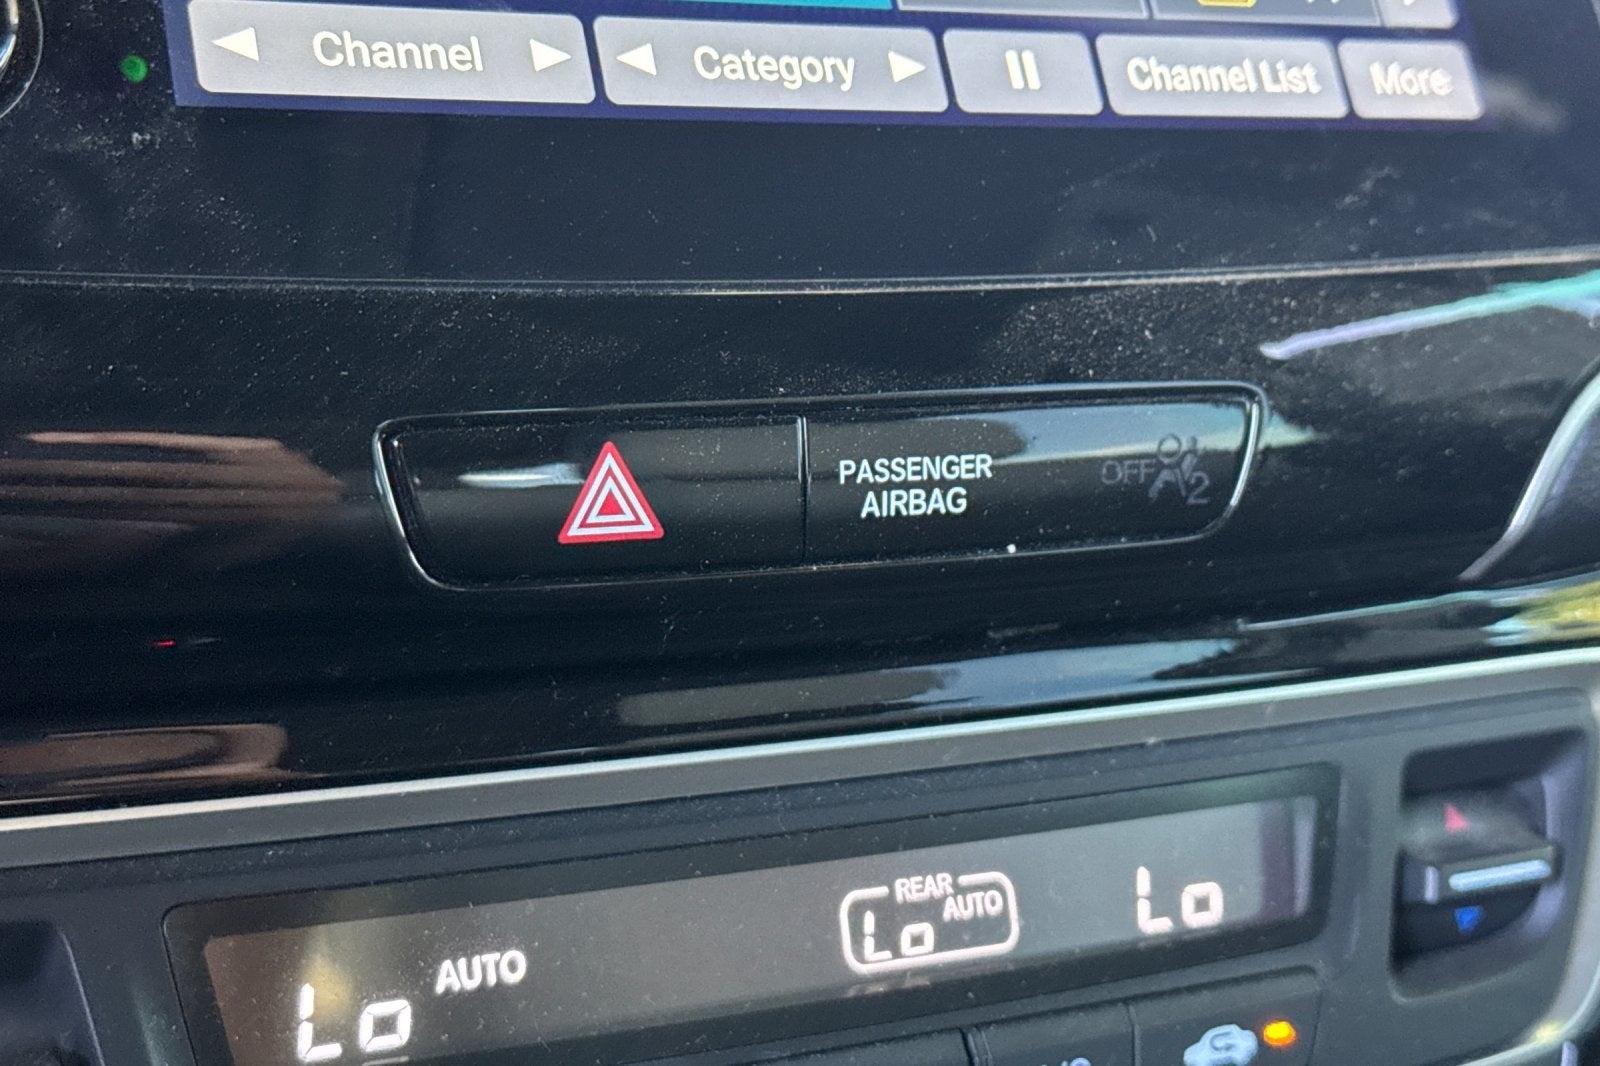 Channel
Category
Channel List
More
PASSENGER
AIRBAG
OFF 2
REAR
AUTO
Lo
Lo
AUTO
Lo